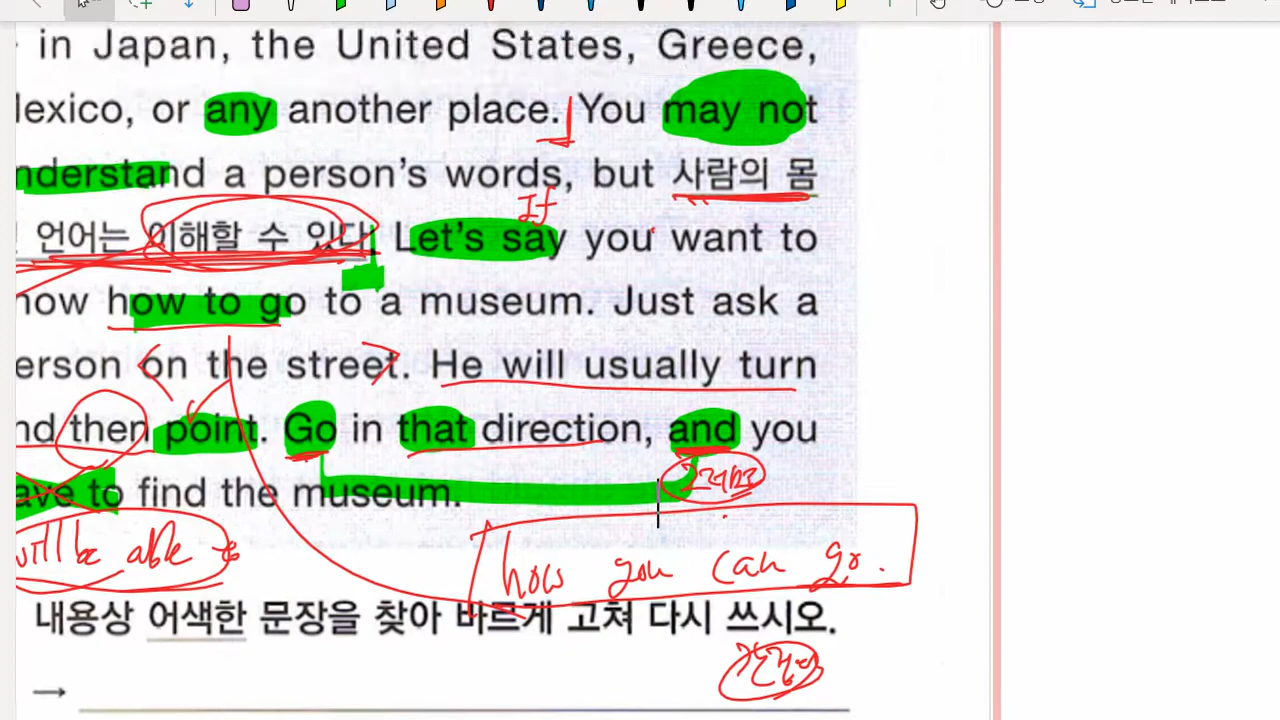 in Japan, the United States, Greece,
lexico, or any another place. You may not
nderstand a person's words, but 사람의 몸
If
언어는 이해할 수 있다. Let's say you want to
now how to go to a museum. Just ask a
erson on the street. He will usually turn
nd then point. Go in that direction, and you
그러면
ave to find the museum.
will be able to
how you can go.
내용상 어색한 문장을 찾아 바르게 고쳐 다시 쓰시오.
→